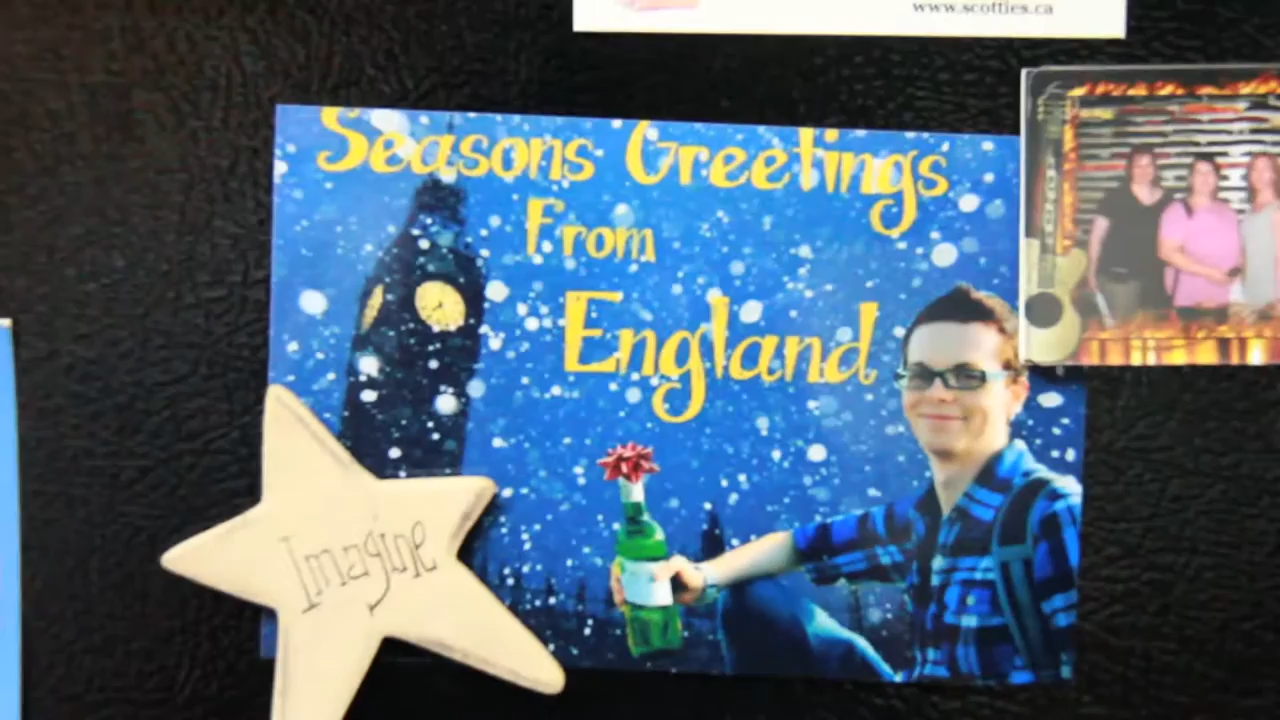 www.scotties.ca
Seasons Greetings
From
England
Imagine